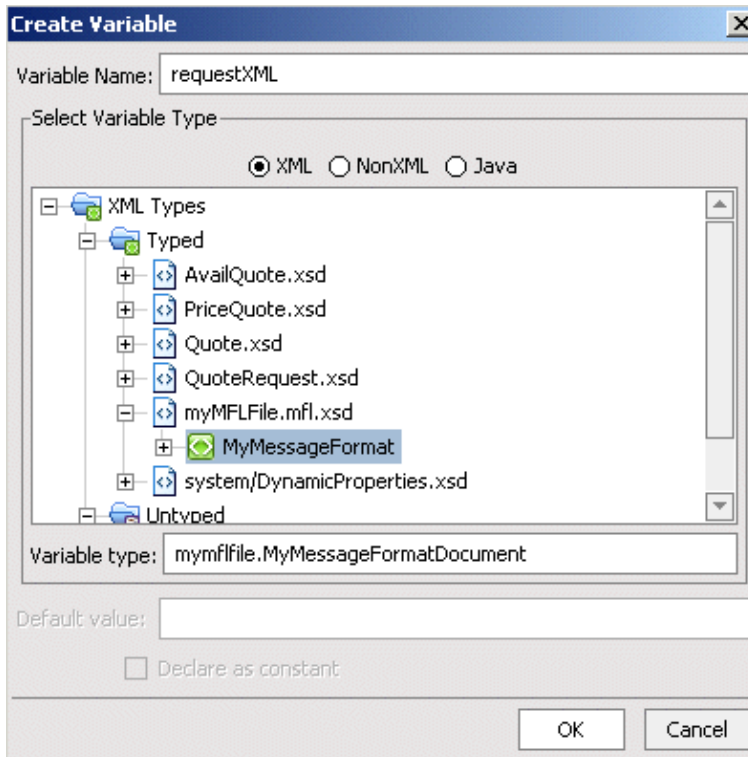 Create Variable
Variable Name: requestXML
Select Variable Type
XML NonXML Java
XML Types
Typed
AvailQuote.xsd
PriceQuote.xsd
Quote.xsd
QuoteRequest.xsd
myMFLFile.mfl.xsd
MyMessageFormat
system/DynamicProperties.xsd
Untyped
Variable type: mymflfile.MyMessageFormatDocument
Default value:
Declare as constant
OK Cancel